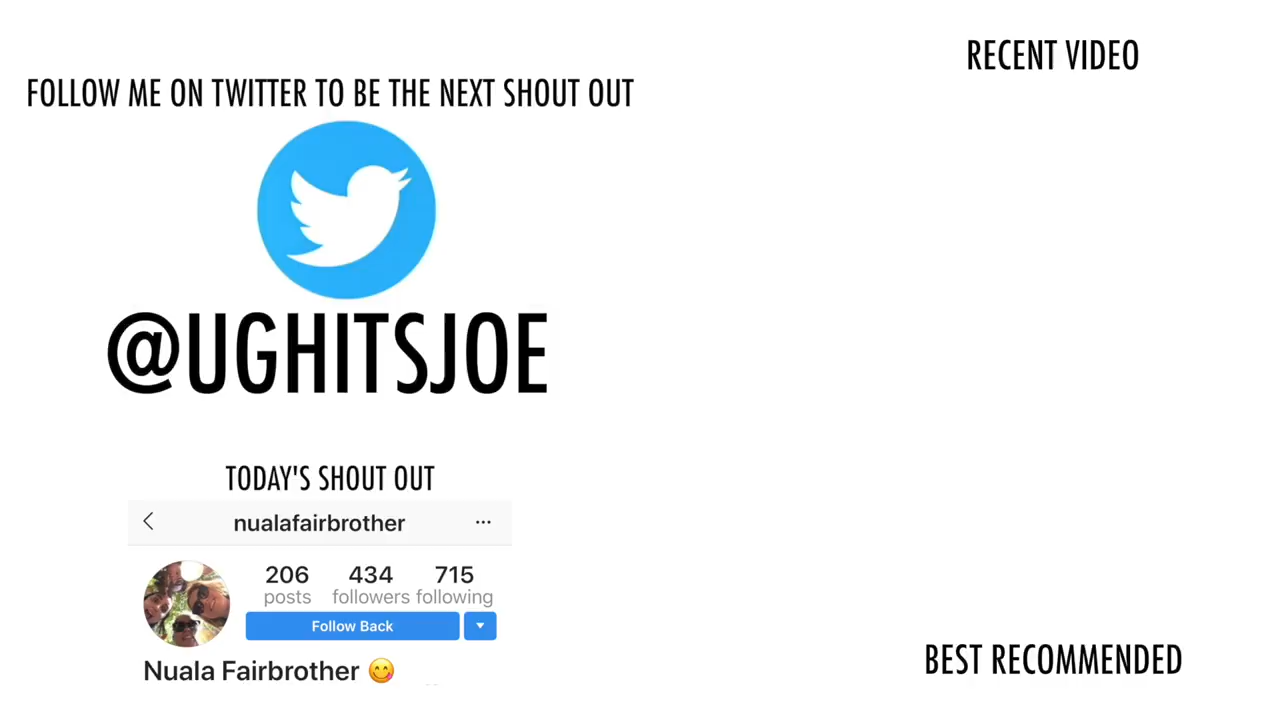 RECENT VIDEO
FOLLOW ME ON TWITTER TO BE THE NEXT SHOUT OUT
@UGHITSJOE
TODAY'S SHOUT OUT
nualafairbrother
206 434 715
posts followers following
Follow Back
Nuala Fairbrother 😋
BEST RECOMMENDED